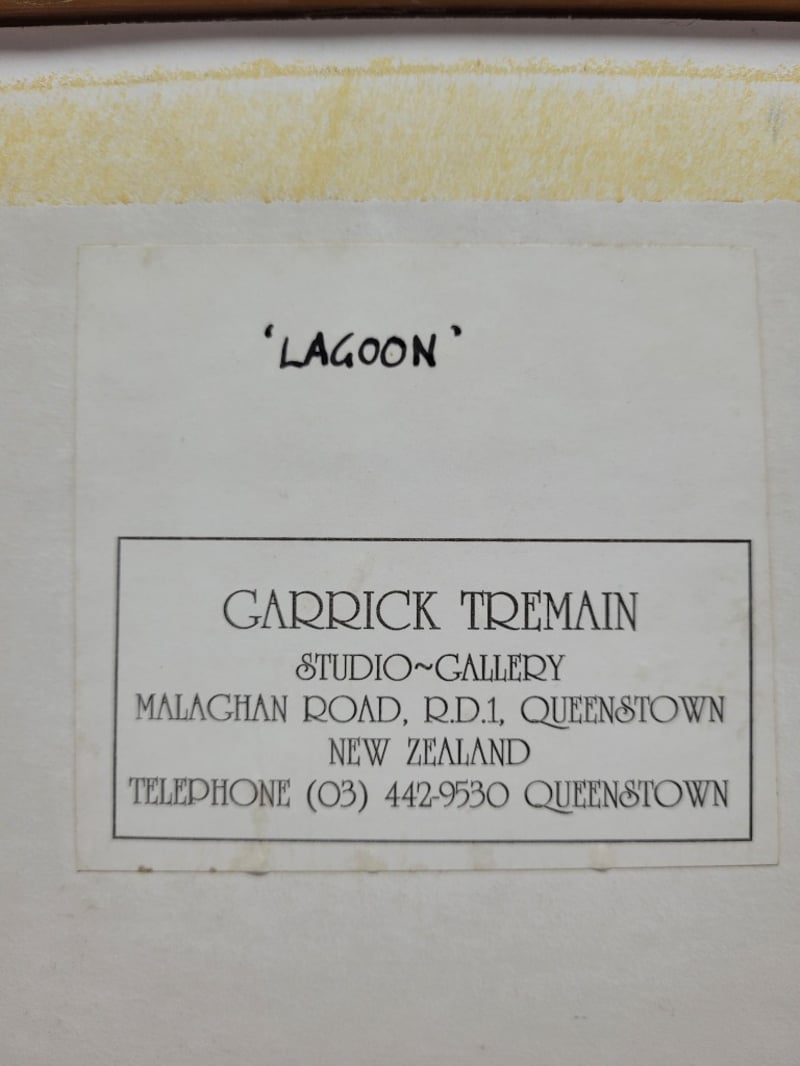 'LAGOON'
GARRICK TREMAIN
STUDIO~GALLERY
MALAGHAN ROAD, R.D.1, QUEENSTOWN
NEW ZEALAND
TELEPHONE (03) 442-9530 QUEENSTOWN